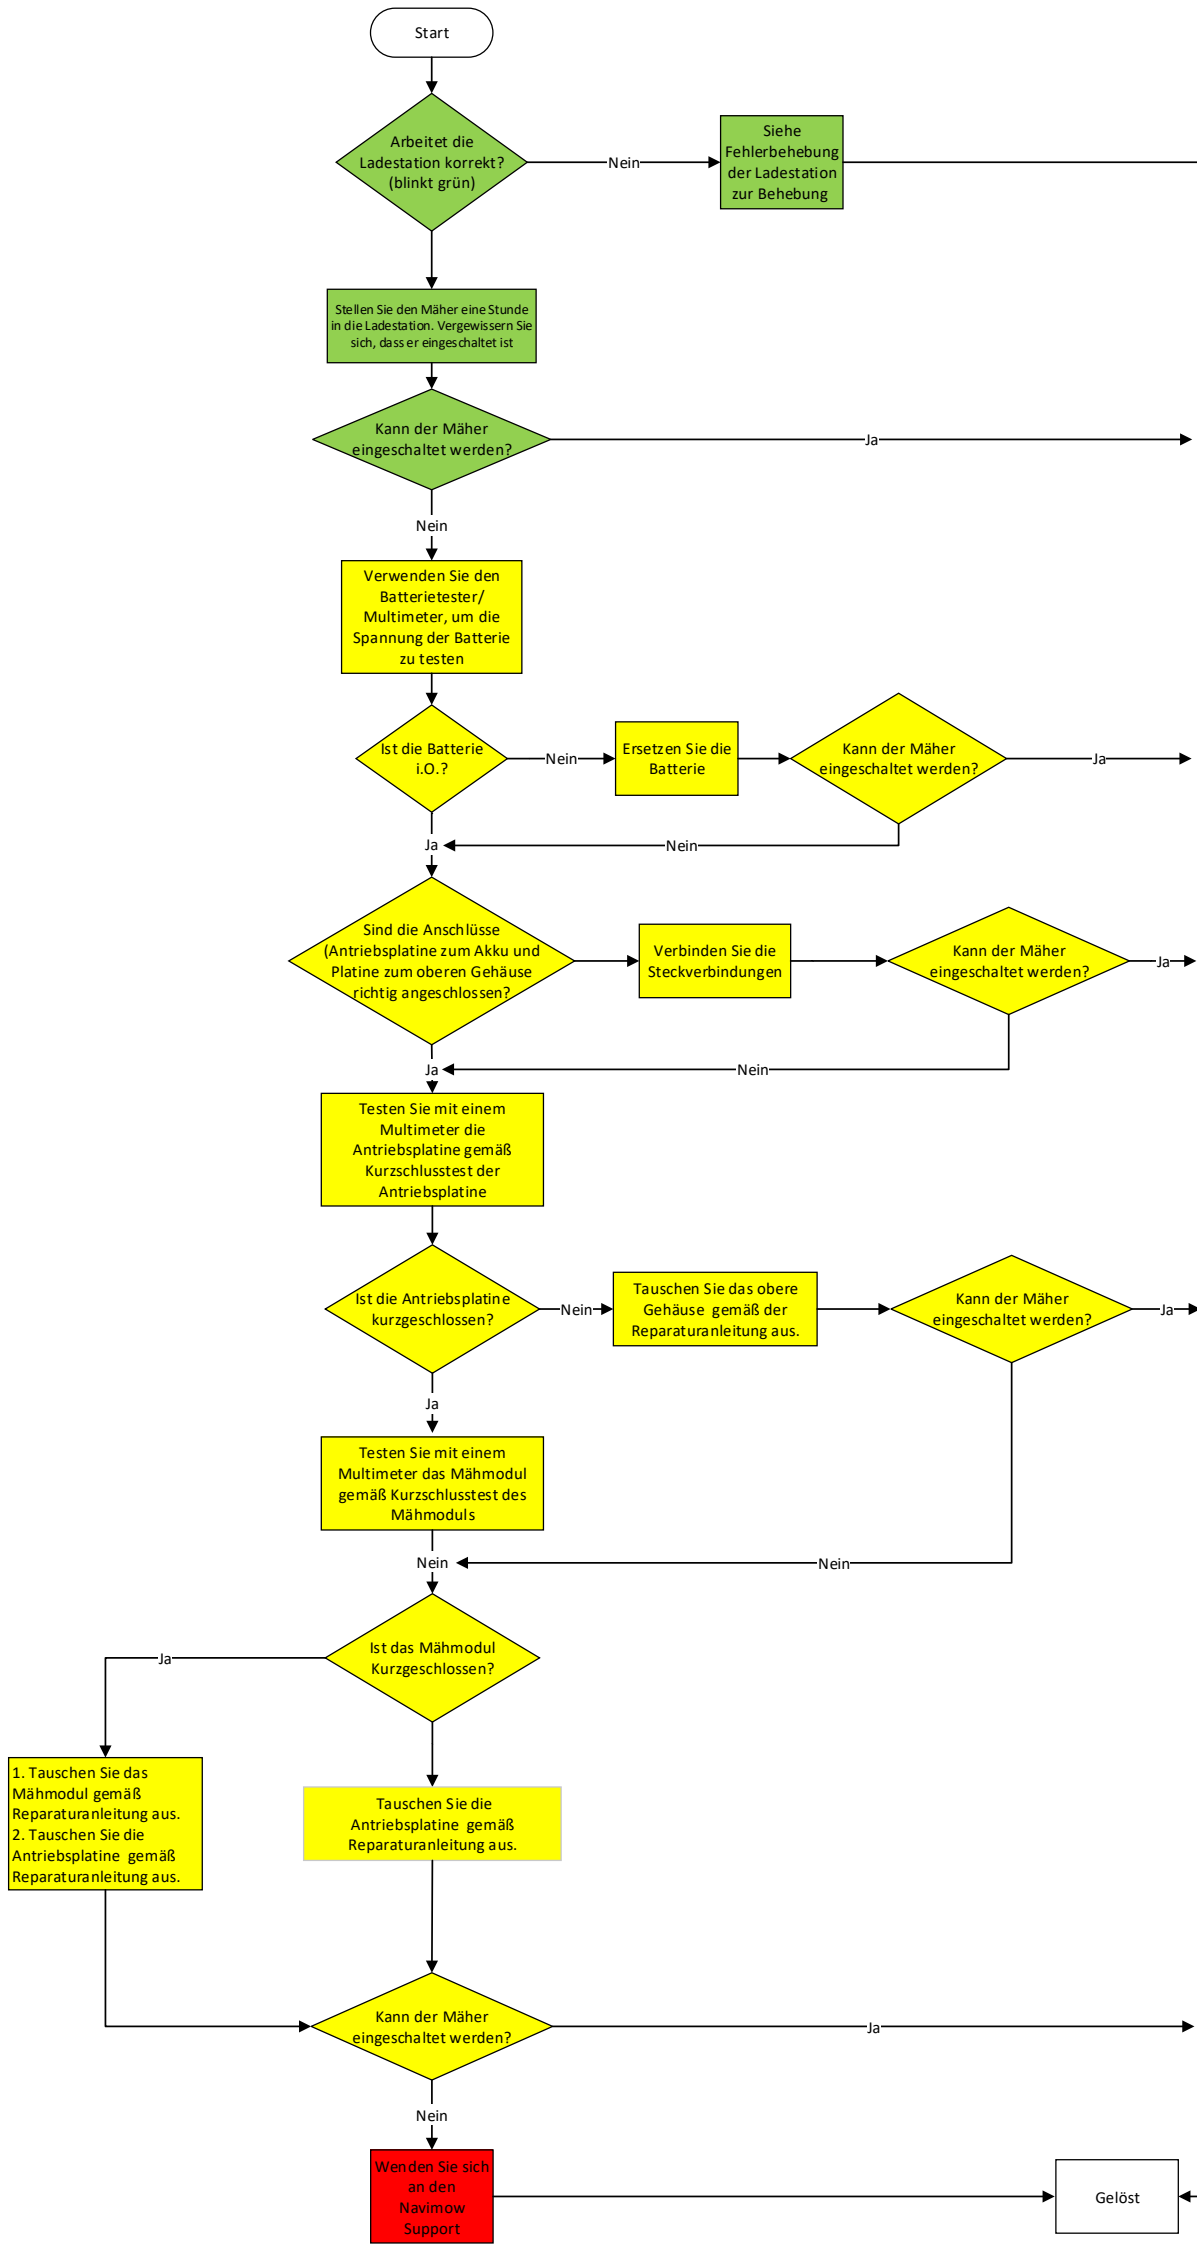 Start
Arbeitet die
Ladestation korrekt?
(blinkt grün)
Nein
Siehe
Fehlerbehebung
der Ladestation
zur Behebung
Stellen Sie den Mäher eine Stunde
in die Ladestation. Vergewissern Sie
sich, dass er eingeschaltet ist
Kann der Mäher
eingeschaltet werden?
Ja
Nein
Verwenden Sie den
Batterietester/
Multimeter, um die
Spannung der Batterie
zu testen
Ist die Batterie
i.O.?
Nein
Ersetzen Sie die
Batterie
Kann der Mäher
eingeschaltet werden?
Ja
Ja
Nein
Sind die Anschlüsse
(Antriebsplatine zum Akku und
Platine zum oberen Gehäuse
richtig angeschlossen?
Verbinden Sie die
Steckverbindungen
Kann der Mäher
eingeschaltet werden?
Ja
Ja
Nein
Testen Sie mit einem
Multimeter die
Antriebsplatine gemäß
Kurzschlusstest der
Antriebsplatine
Ist die Antriebsplatine
kurzgeschlossen?
Nein
Tauschen Sie das obere
Gehäuse gemäß der
Reparaturanleitung aus.
Kann der Mäher
eingeschaltet werden?
Ja
Ja
Testen Sie mit einem
Multimeter das Mähmodul
gemäß Kurzschlusstest des
Mähmoduls
Nein
Nein
Ist das Mähmodul
Kurzgeschlossen?
Ja
1. Tauschen Sie das
Mähmodul gemäß
Reparaturanleitung aus.
2. Tauschen Sie die
Antriebsplatine gemäß
Reparaturanleitung aus.
Tauschen Sie die
Antriebsplatine gemäß
Reparaturanleitung aus.
Kann der Mäher
eingeschaltet werden?
Ja
Nein
Wenden Sie sich
an den
Navimow
Support
Gelöst